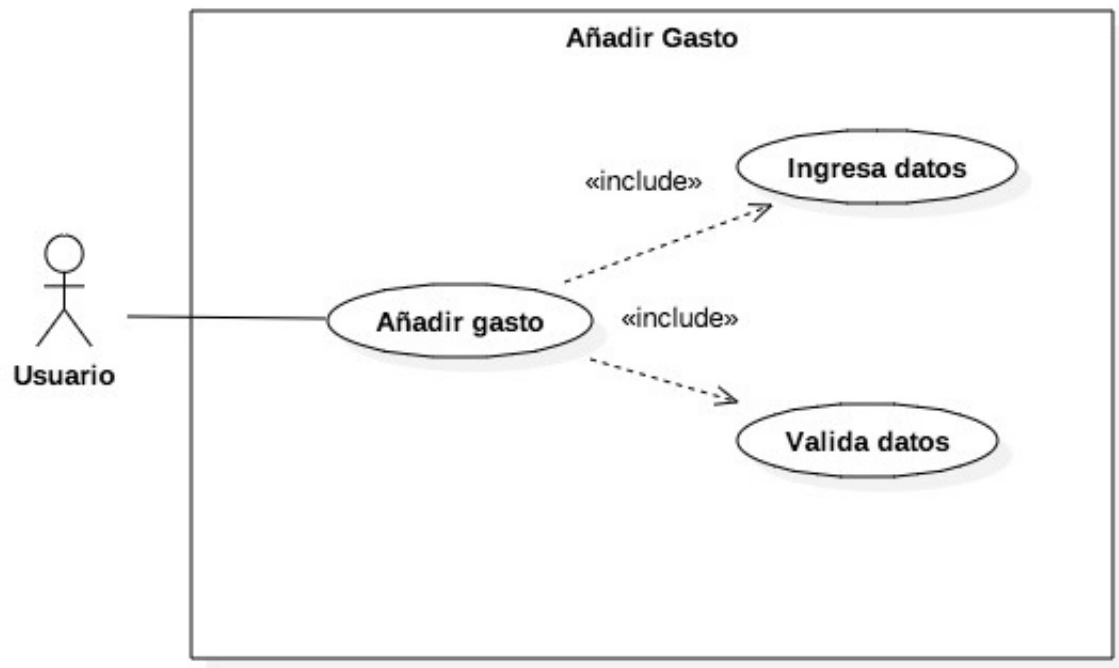 Añadir Gasto
Ingresa datos
«include»
Añadir gasto
«include»
Usuario
Valida datos